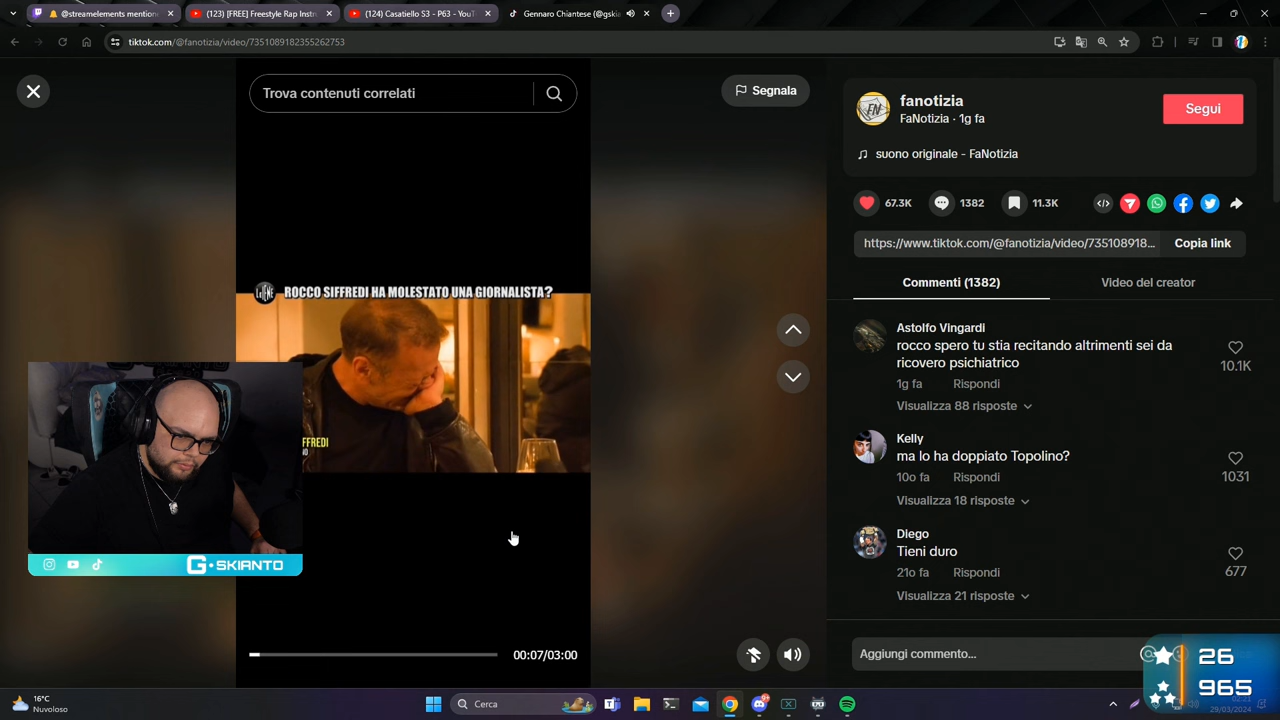 @streamelements mention
(123) [FREE] Freestyle Rap Instr
(124) Casatiello S3 - P63 - YouT
Gennaro Chiantese (@gski
tiktok.com/@fanotizia/video/7351089182355262753
Trova contenuti correlati
Segnala
fanotizia
FaNotizia · 1g fa
Segui
suono originale - FaNotizia
67.3K
1382
11.3K
https://www.tiktok.com/@fanotizia/video/735108918...
Copia link
Commenti (1382)
Video del creator
LeIENE
ROCCO SIFFREDI HA MOLESTATO UNA GIORNALISTA?
FFREDI
NO
G•SKIANTO
00:07/03:00
Astolfo Vingardi
rocco spero tu stia recitando altrimenti sei da
ricovero psichiatrico
10.1K
1g fa
Rispondi
Visualizza 88 risposte
Kelly
ma lo ha doppiato Topolino?
1031
10o fa
Rispondi
Visualizza 18 risposte
Diego
Tieni duro
677
21o fa
Rispondi
Visualizza 21 risposte
Aggiungi commento...
26
965
16°C
Nuvoloso
Cerca
29/03/2024